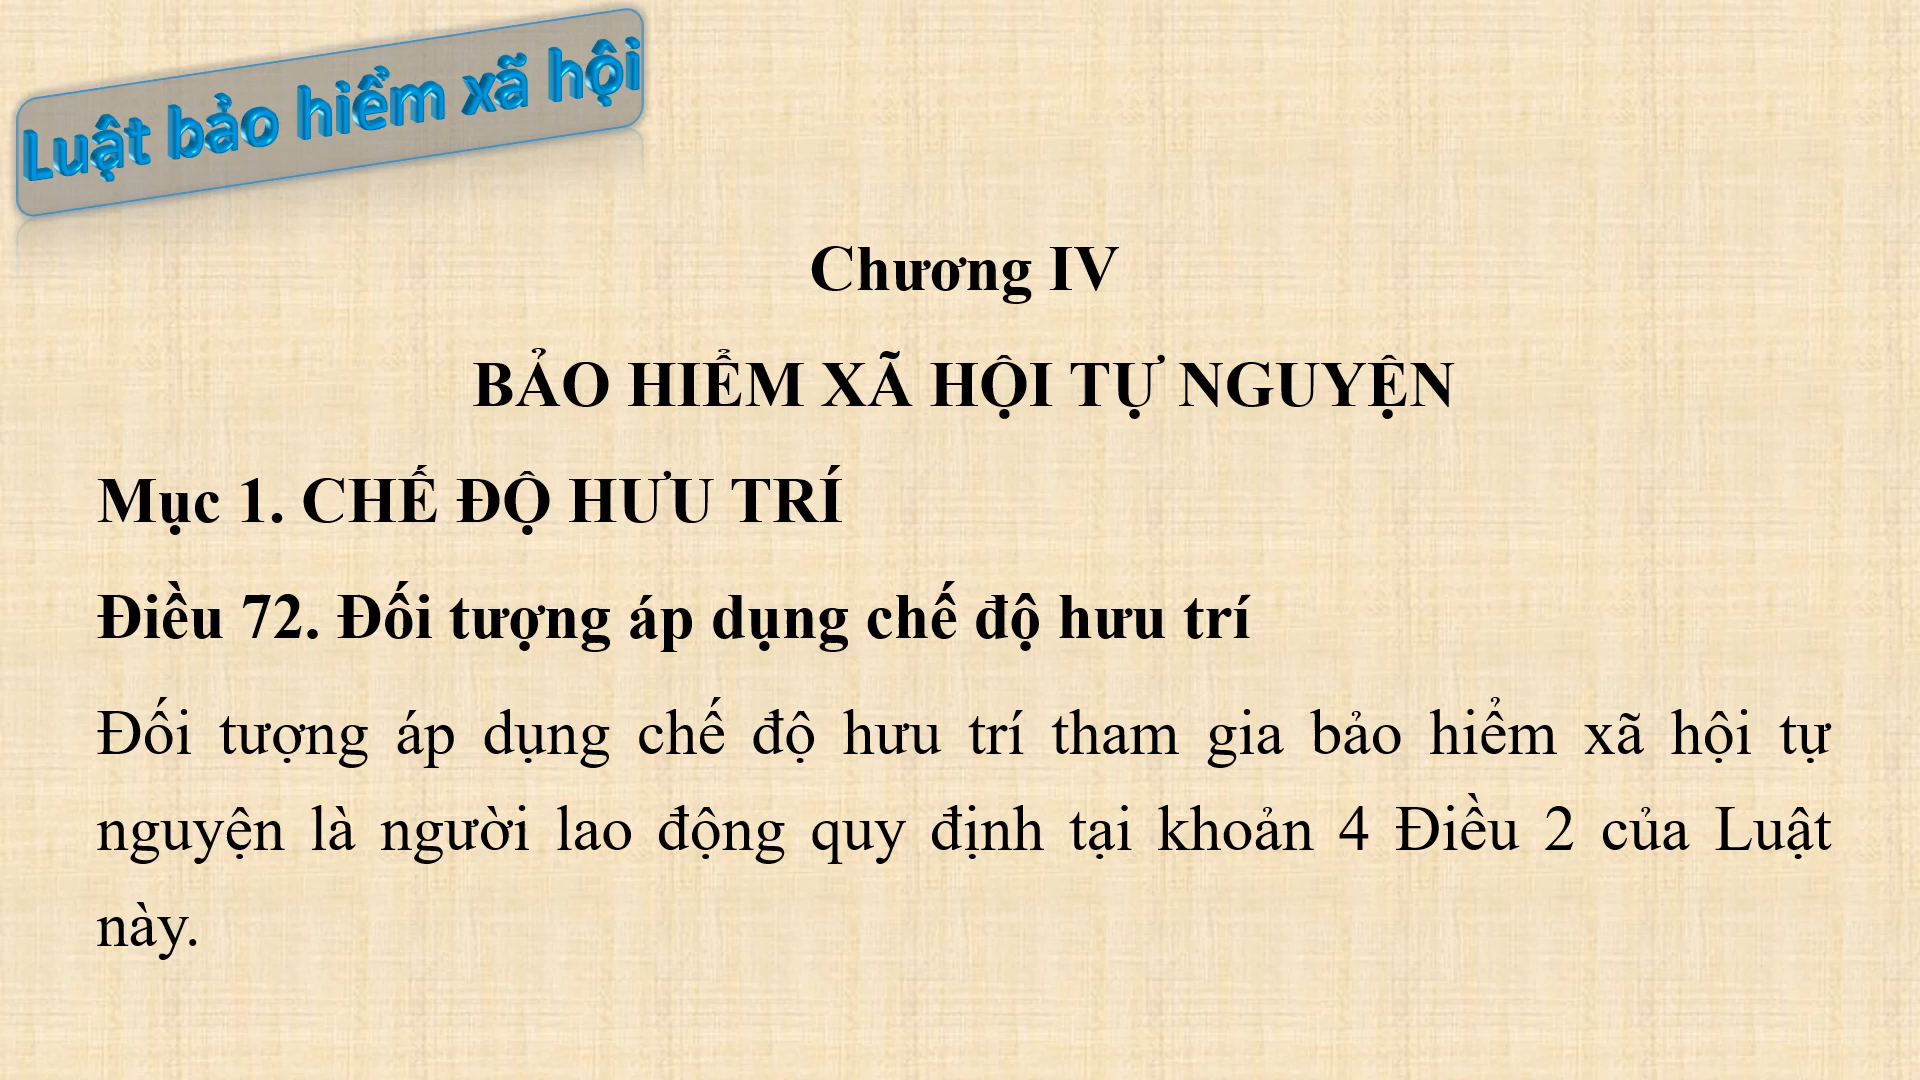 Luật bảo hiểm xã hội
Chương IV
BẢO HIỂM XÃ HỘI TỰ NGUYỆN
Mục 1. CHẾ ĐỘ HƯU TRÍ
Điều 72. Đối tượng áp dụng chế độ hưu trí
Đối tượng áp dụng chế độ hưu trí tham gia bảo hiểm xã hội tự
nguyện là người lao động quy định tại khoản 4 Điều 2 của Luật
này.